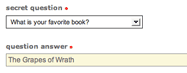 secret question
What is your favorite book?
question answer
The Grapes of Wrath